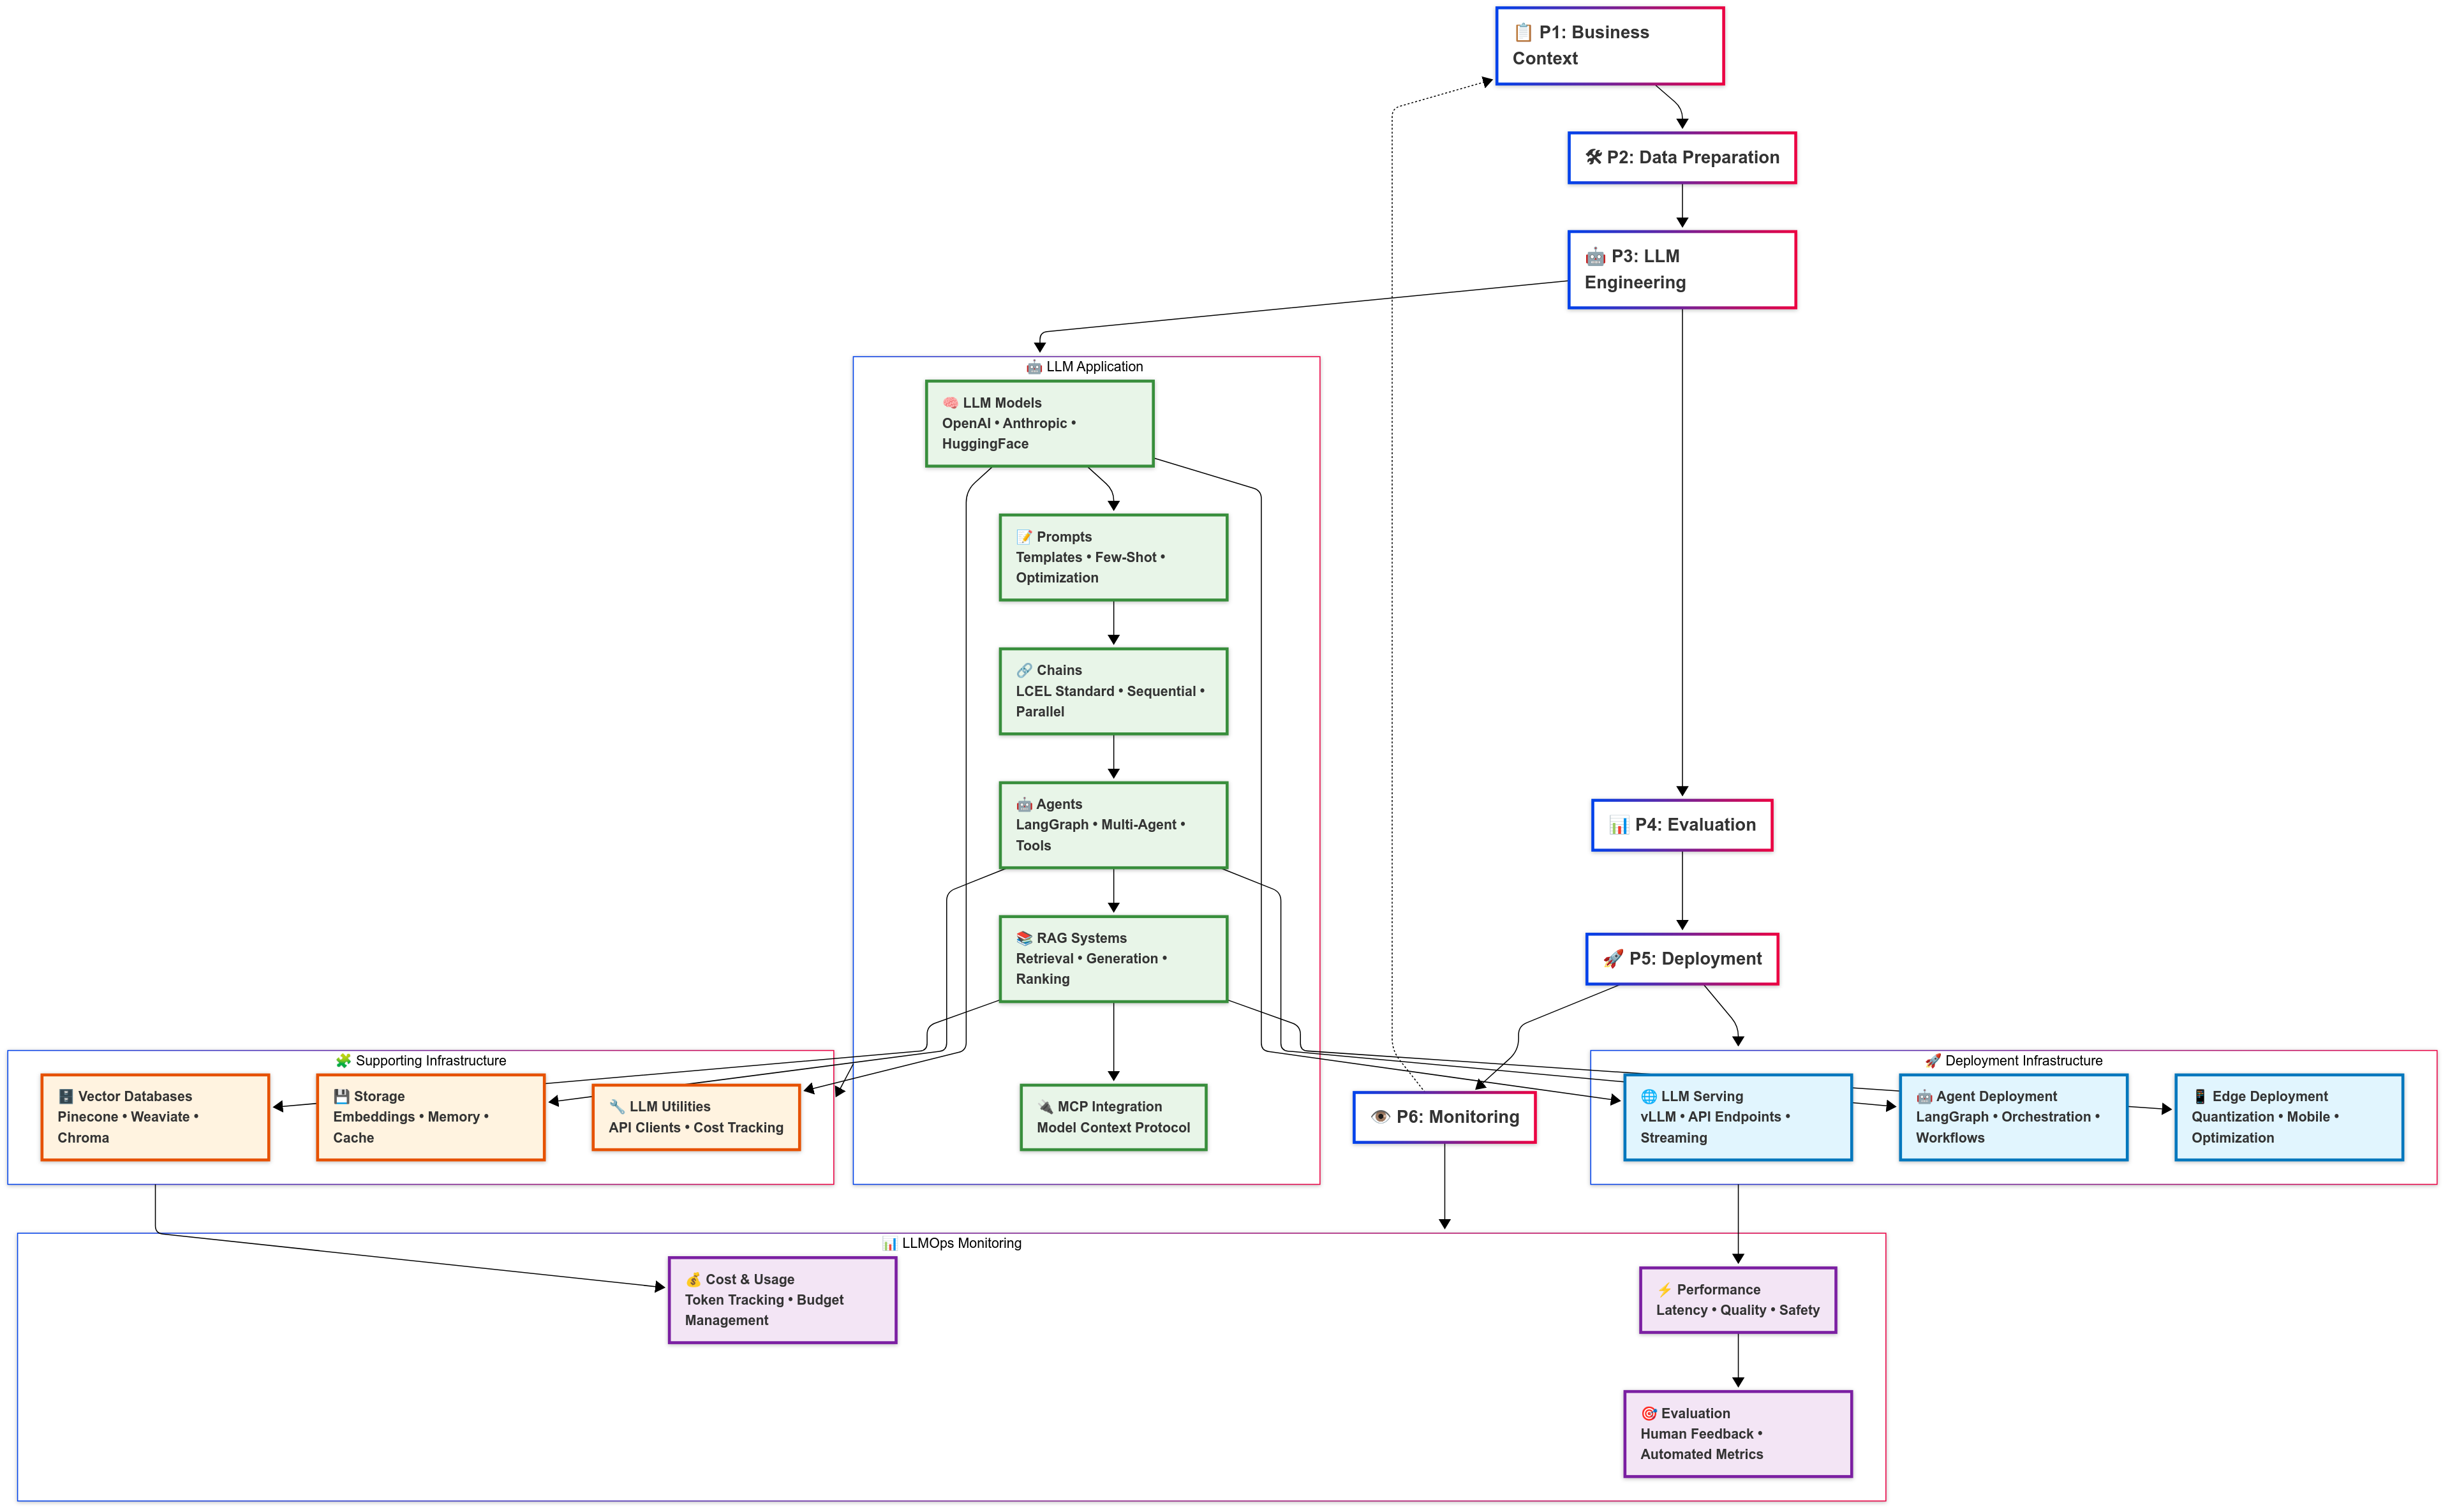 📋 P1: Business
Context
🛠 P2: Data Preparation
🤖 P3: LLM
Engineering
🤖 LLM Application
🧠 LLM Models
OpenAI • Anthropic •
HuggingFace
📝 Prompts
Templates • Few-Shot •
Optimization
🔗 Chains
LCEL Standard • Sequential •
Parallel
🤖 Agents
LangGraph • Multi-Agent •
Tools
📊 P4: Evaluation
📚 RAG Systems
Retrieval • Generation •
Ranking
🚀 P5: Deployment
🧩 Supporting Infrastructure
🗄️ Vector Databases
Pinecone • Weaviate •
Chroma
💾 Storage
Embeddings • Memory •
Cache
🔧 LLM Utilities
API Clients • Cost Tracking
🔌 MCP Integration
Model Context Protocol
👁️ P6: Monitoring
🚀 Deployment Infrastructure
🌐 LLM Serving
vLLM • API Endpoints •
Streaming
🤖 Agent Deployment
LangGraph • Orchestration •
Workflows
📱 Edge Deployment
Quantization • Mobile •
Optimization
📊 LLMOps Monitoring
💰 Cost & Usage
Token Tracking • Budget
Management
⚡ Performance
Latency • Quality • Safety
🎯 Evaluation
Human Feedback •
Automated Metrics